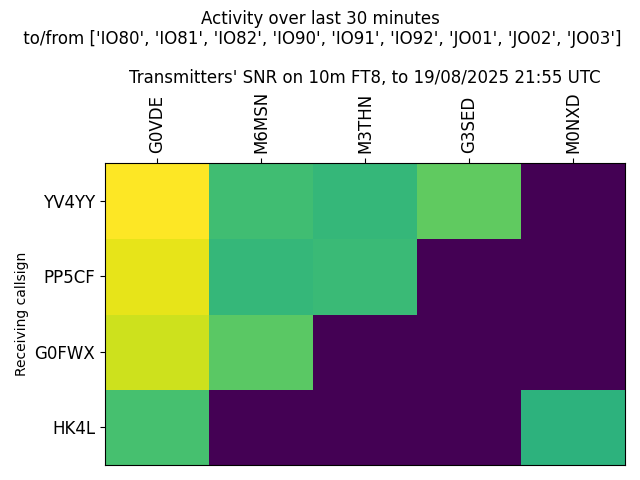 Activity over last 30 minutes
to/from ['IO80', 'IO81', 'IO82', 'IO90', 'IO91', 'IO92', 'JO01', 'JO02', 'JO03']
Transmitters' SNR on 10m FT8, to 19/08/2025 21:55 UTC
G0VDE
M6MSN
M3THN
G3SED
M0NXD
Receiving callsign
YV4YY
PP5CF
G0FWX
HK4L